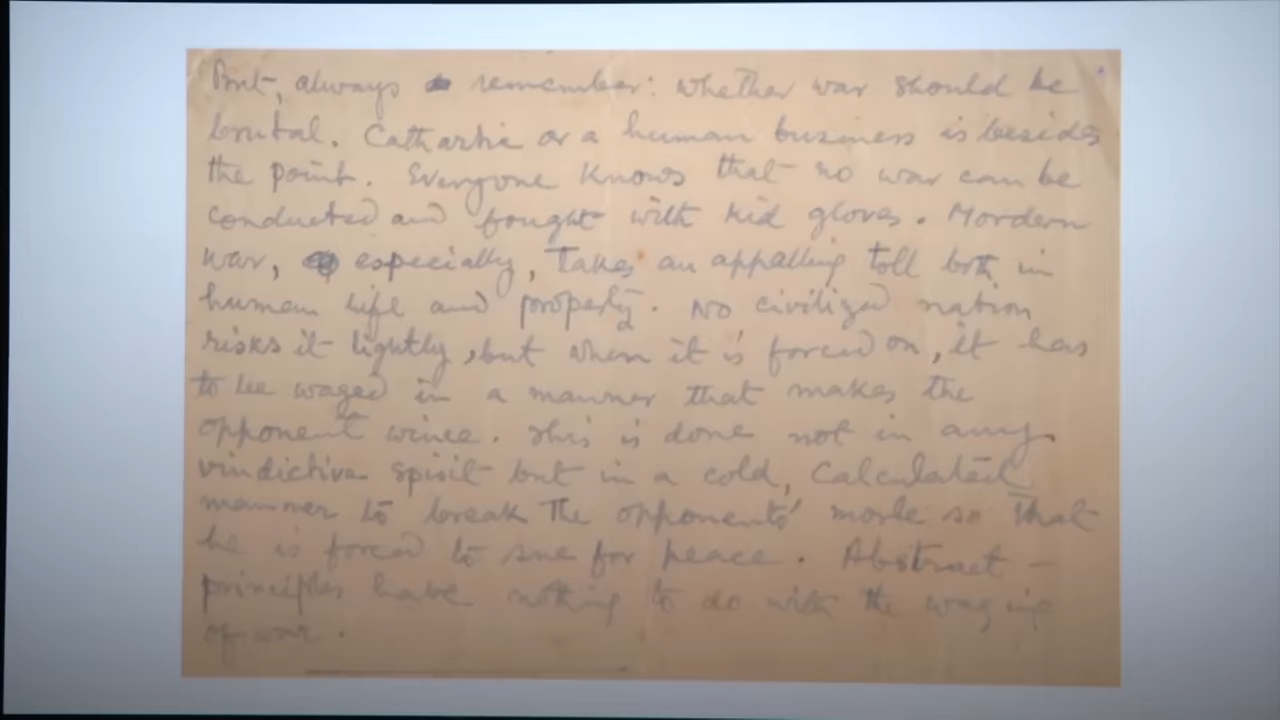 But, always remember: whether war should be
brutal. Cathartic or a human business is besides
the point. Everyone knows that no war can be
conducted and fought with kid gloves. Mordern
war, especially, takes an appalling toll both in
human life and property. No civilized nation
risks it lightly, but when it is forced on, it has
to be waged in a manner that makes the
opponent wince. This is done not in any
vindictive spirit but in a cold, calculated
manner to break the opponents' morle so that
he is forced to sue for peace. Abstract
principles have nothing to do with the waging
of war.